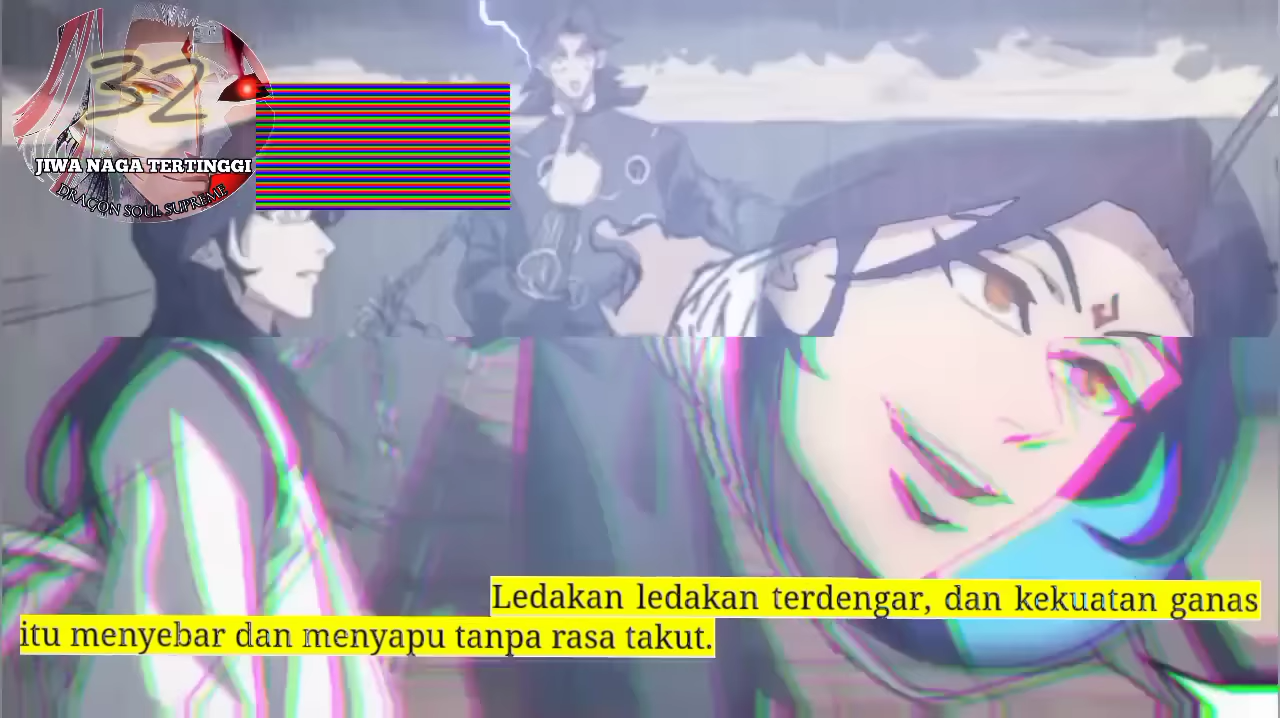 32
JIWA NAGA TERTINGGI
DRAGON SOUL SUPREME
Ledakan ledakan terdengar, dan kekuatan ganas
itu menyebar dan menyapu tanpa rasa takut.